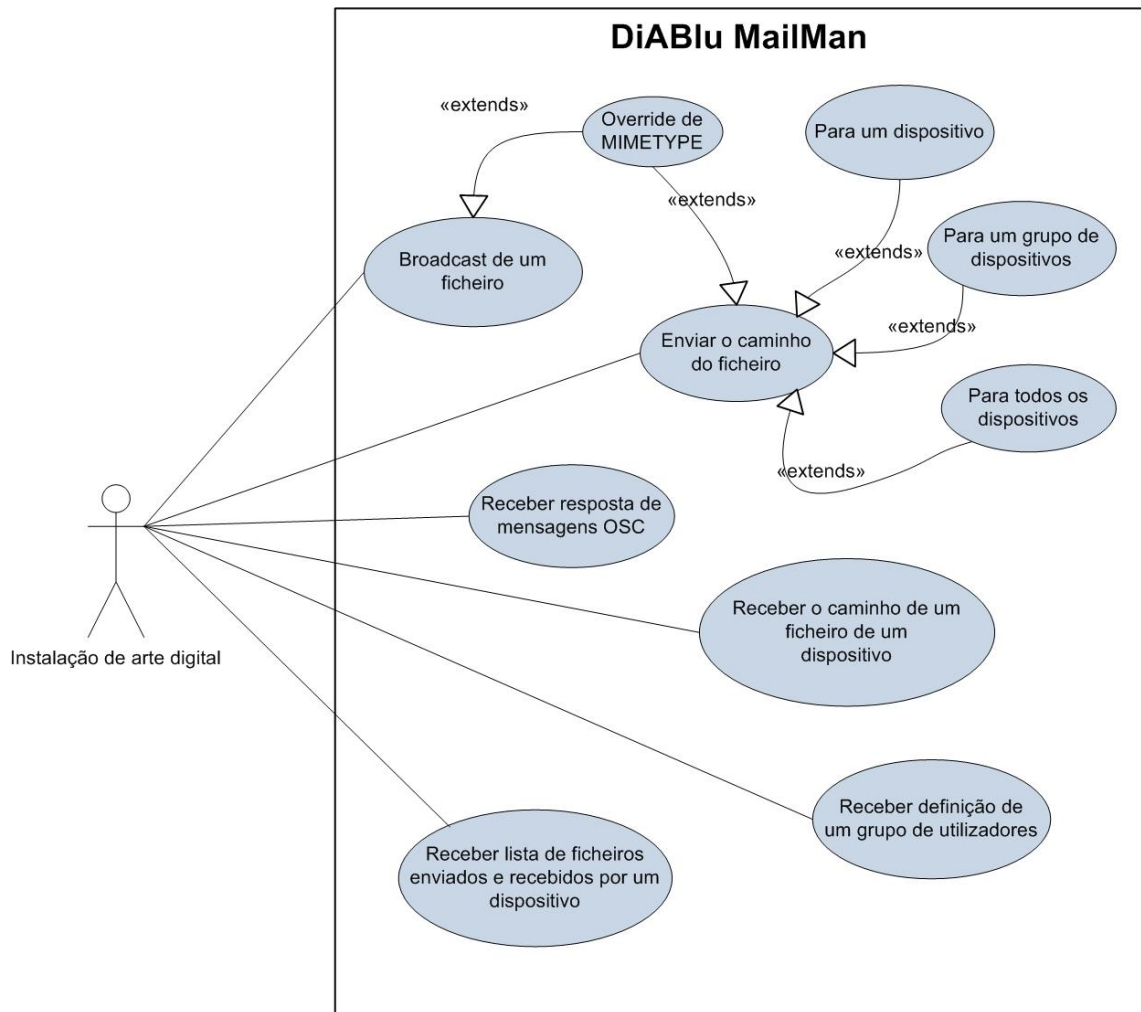 DiABlu MailMan
«extends»
Override de
MIMETYPE
Para um dispositivo
«extends»
Broadcast de um
ficheiro
Para um grupo de
dispositivos
«extends»
«extends»
Enviar o caminho
do ficheiro
Para todos os
dispositivos
«extends»
Receber resposta de
mensagens OSC
Receber o caminho de um
ficheiro de um
dispositivo
Instalação de arte digital
Receber definição de
um grupo de utilizadores
Receber lista de ficheiros
enviados e recebidos por um
dispositivo